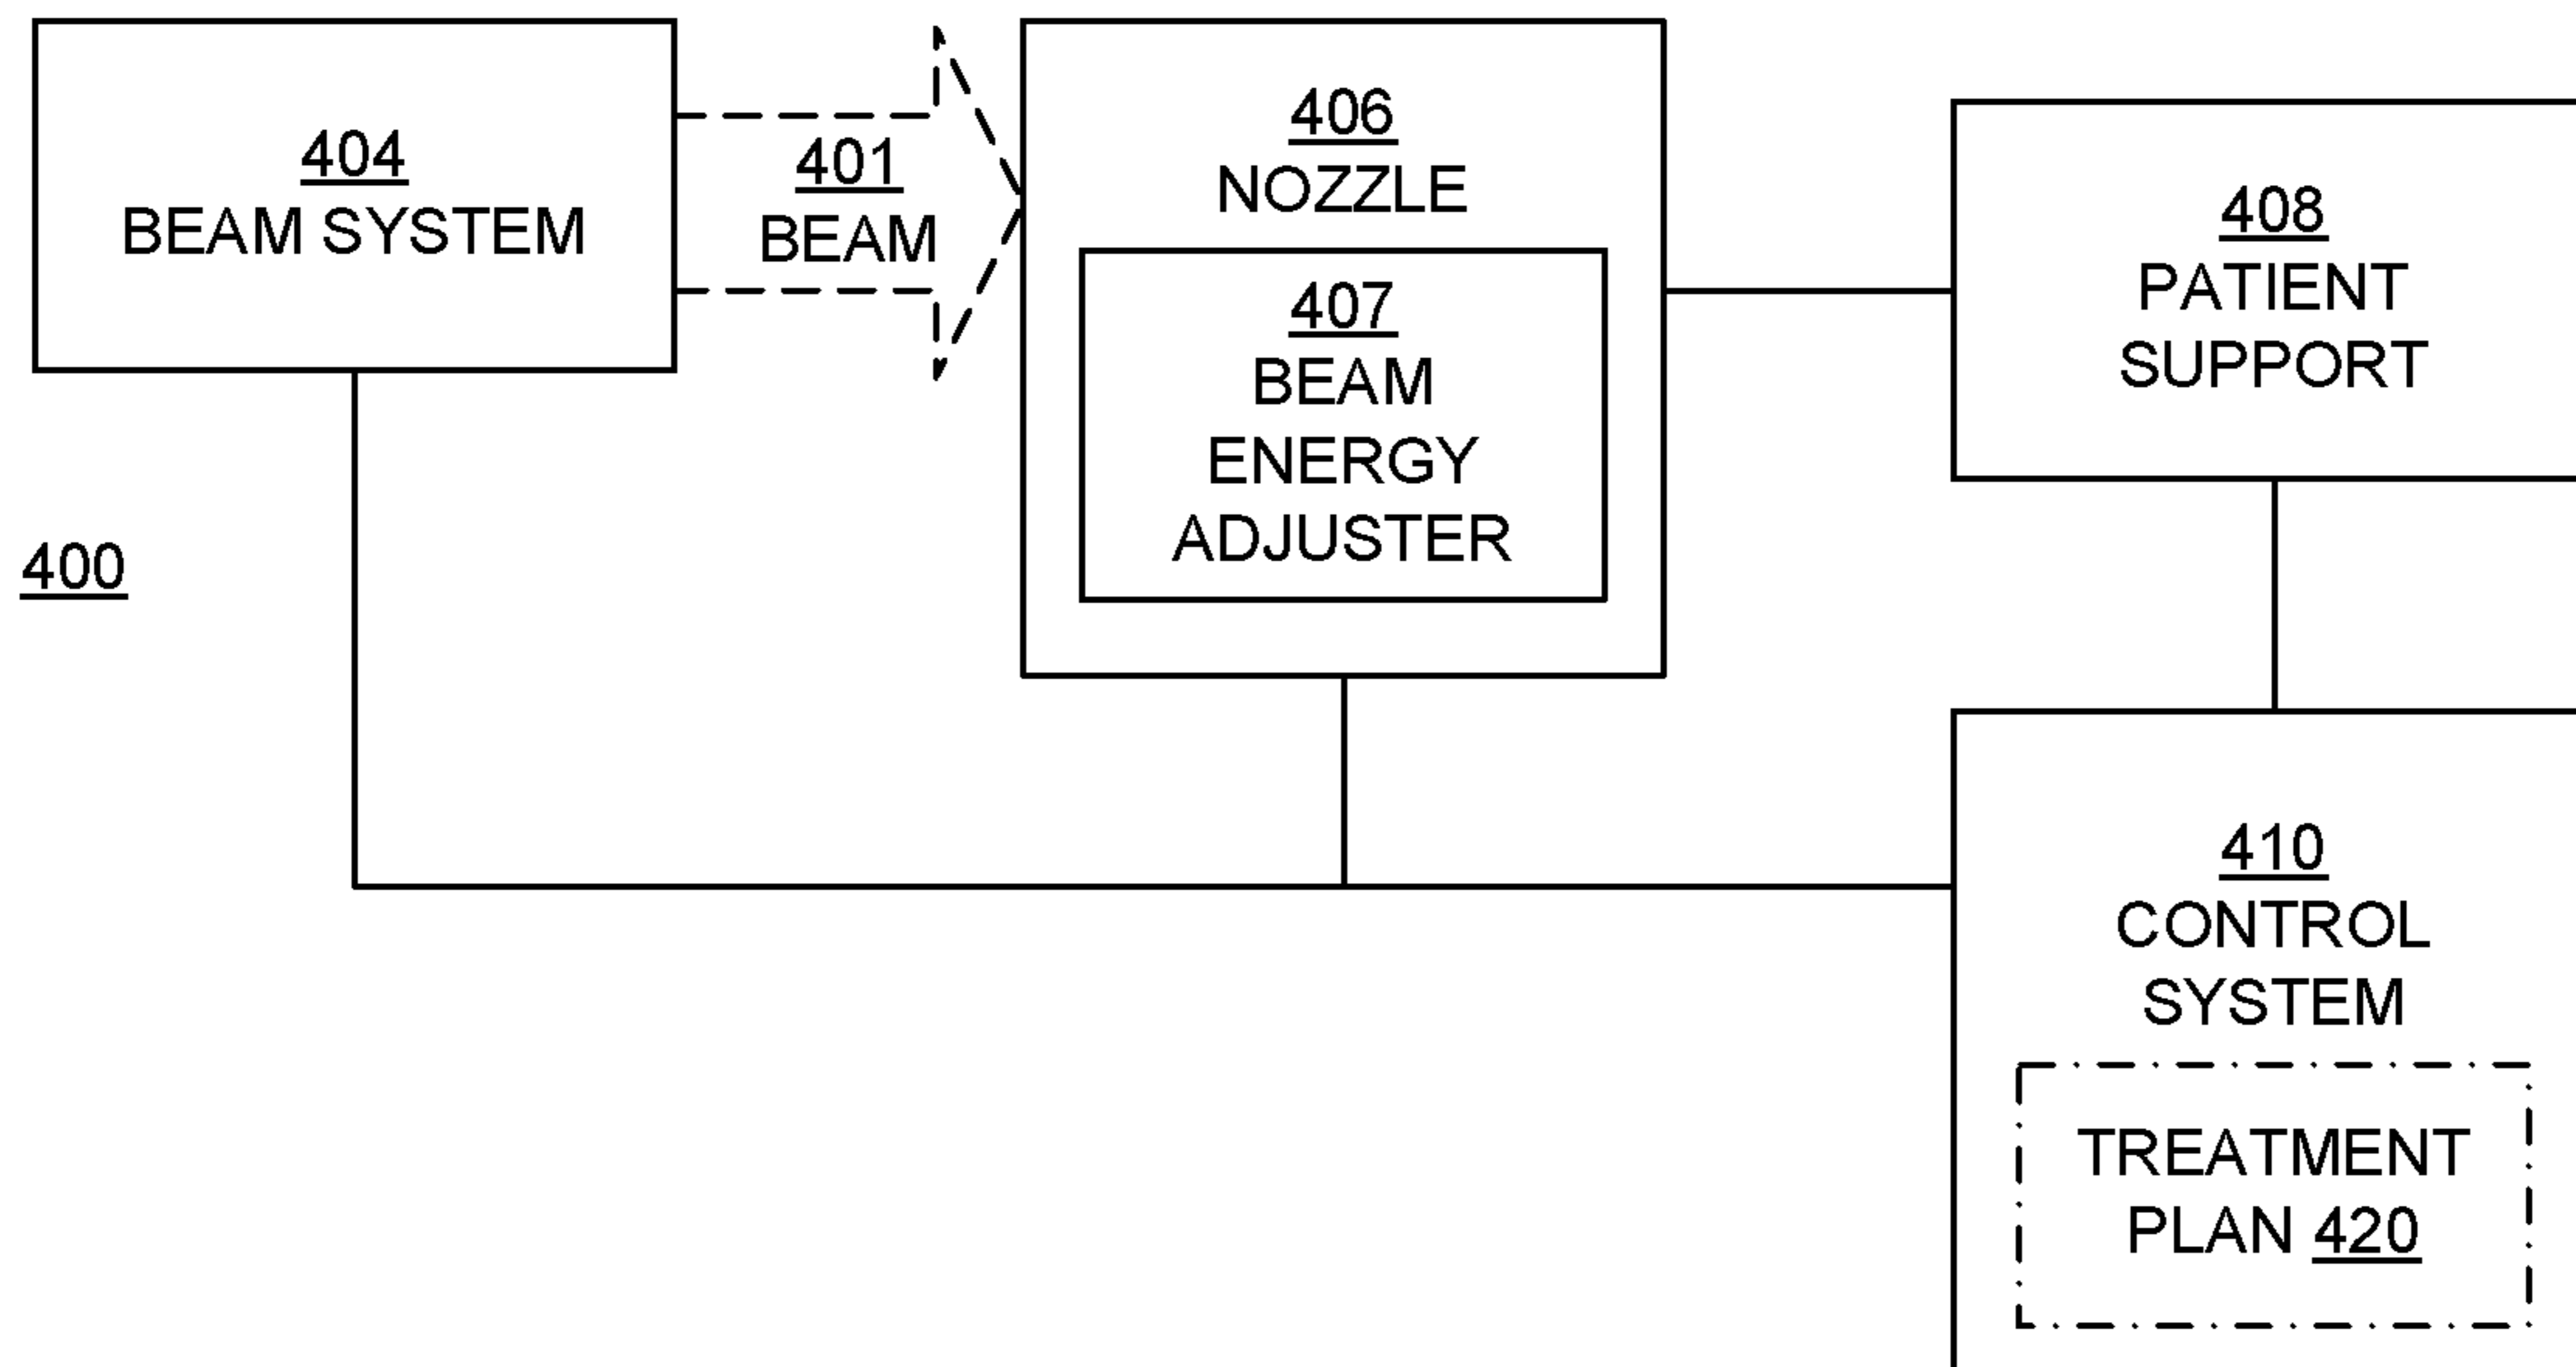 404
BEAM SYSTEM
401
BEAM
406
NOZZLE
407
BEAM
ENERGY
ADJUSTER
408
PATIENT
SUPPORT
400
410
CONTROL
SYSTEM
TREATMENT
PLAN 420